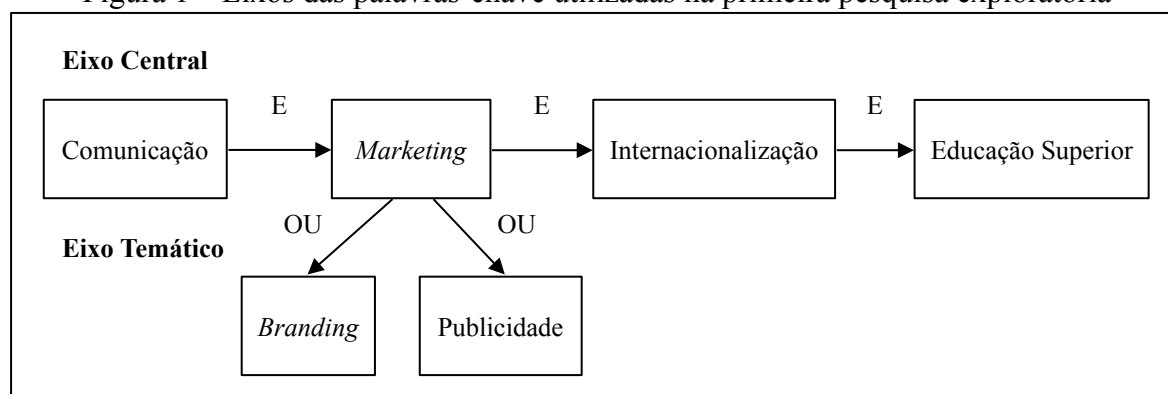 Figura 1 – Eixos das palavras-chave utilizadas na primeira pesquisa exploratória
Eixo Central
E E E
Comunicação Marketing Internacionalização Educação Superior
OU OU
Eixo Temático
Branding Publicidade